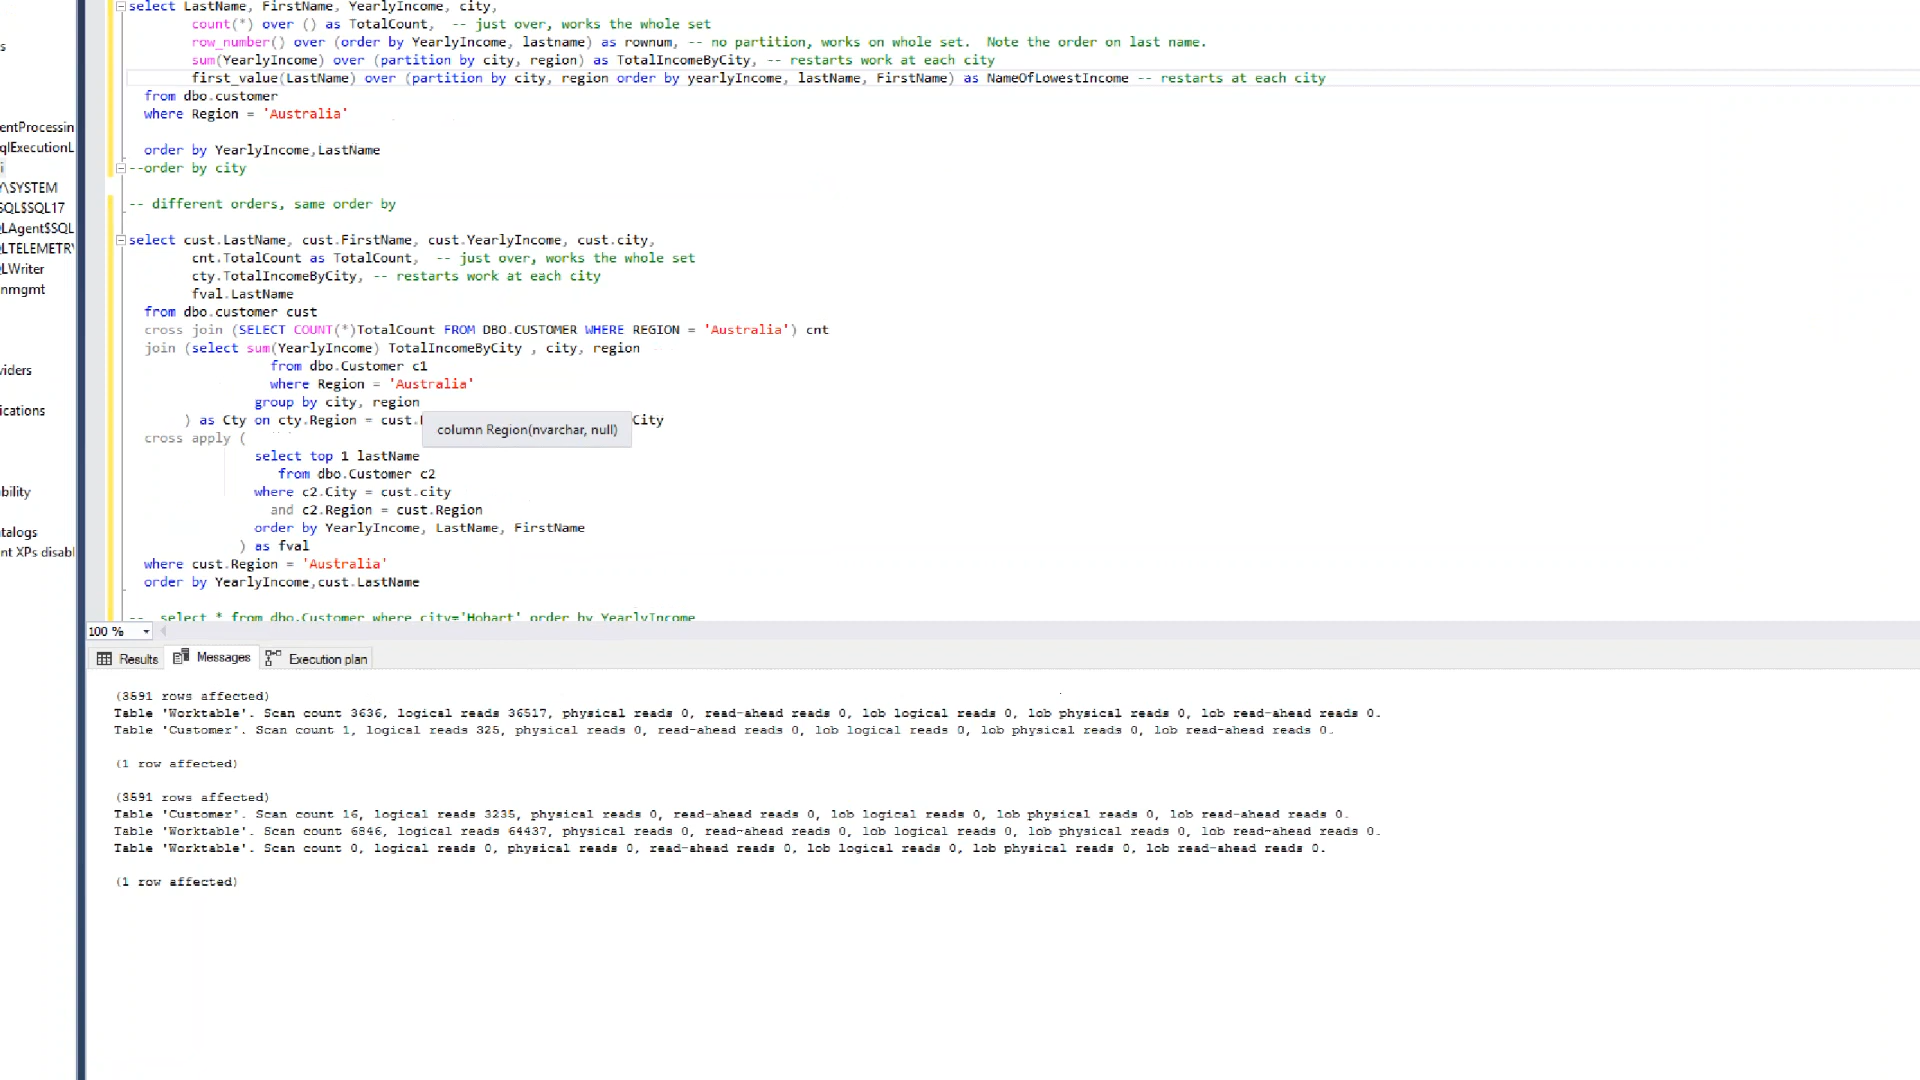 select LastName, FirstName, YearlyIncome, city,
count(*) over () as TotalCount,  -- just over, works the whole set
row_number() over (order by YearlyIncome, lastname) as rownum, -- no partition, works on whole set.  Note the order on last name.
sum(YearlyIncome) over (partition by city, region) as TotalIncomeByCity, -- restarts work at each city
first_value(LastName) over (partition by city, region order by yearlyIncome, lastName, FirstName) as NameOfLowestIncome -- restarts at each city
from dbo.customer
where Region = 'Australia'
order by YearlyIncome,LastName
--order by city
-- different orders, same order by
select cust.LastName, cust.FirstName, cust.YearlyIncome, cust.city,
cnt.TotalCount as TotalCount,  -- just over, works the whole set
cty.TotalIncomeByCity, -- restarts work at each city
fval.LastName
from dbo.customer cust
cross join (SELECT COUNT(*)TotalCount FROM DBO.CUSTOMER WHERE REGION = 'Australia') cnt
join (select sum(YearlyIncome) TotalIncomeByCity , city, region
from dbo.Customer c1
where Region = 'Australia'
group by city, region
) as Cty on cty.Region = cust. City
column Region(nvarchar, null)
cross apply (
select top 1 lastName
from dbo.Customer c2
where c2.City = cust.city
and c2.Region = cust.Region
order by YearlyIncome, LastName, FirstName
) as fval
where cust.Region = 'Australia'
order by YearlyIncome,cust.LastName
--  select * from dbo.Customer where city='Hobart' order by YearlyIncome
s
entProcessin
qlExecutionL
i
Y\SYSTEM
SQL$SQL17
LAgent$SQL
LTELEMETRY
LWriter
nmgmt
viders
ications
bility
talogs
nt XPs disabl
100 %
Results Messages Execution plan
(3591 rows affected)
Table 'Worktable'. Scan count 3636, logical reads 36517, physical reads 0, read-ahead reads 0, lob logical reads 0, lob physical reads 0, lob read-ahead reads 0.
Table 'Customer'. Scan count 1, logical reads 325, physical reads 0, read-ahead reads 0, lob logical reads 0, lob physical reads 0, lob read-ahead reads 0.
(1 row affected)
(3591 rows affected)
Table 'Customer'. Scan count 16, logical reads 3235, physical reads 0, read-ahead reads 0, lob logical reads 0, lob physical reads 0, lob read-ahead reads 0.
Table 'Worktable'. Scan count 6846, logical reads 64437, physical reads 0, read-ahead reads 0, lob logical reads 0, lob physical reads 0, lob read-ahead reads 0.
Table 'Worktable'. Scan count 0, logical reads 0, physical reads 0, read-ahead reads 0, lob logical reads 0, lob physical reads 0, lob read-ahead reads 0.
(1 row affected)